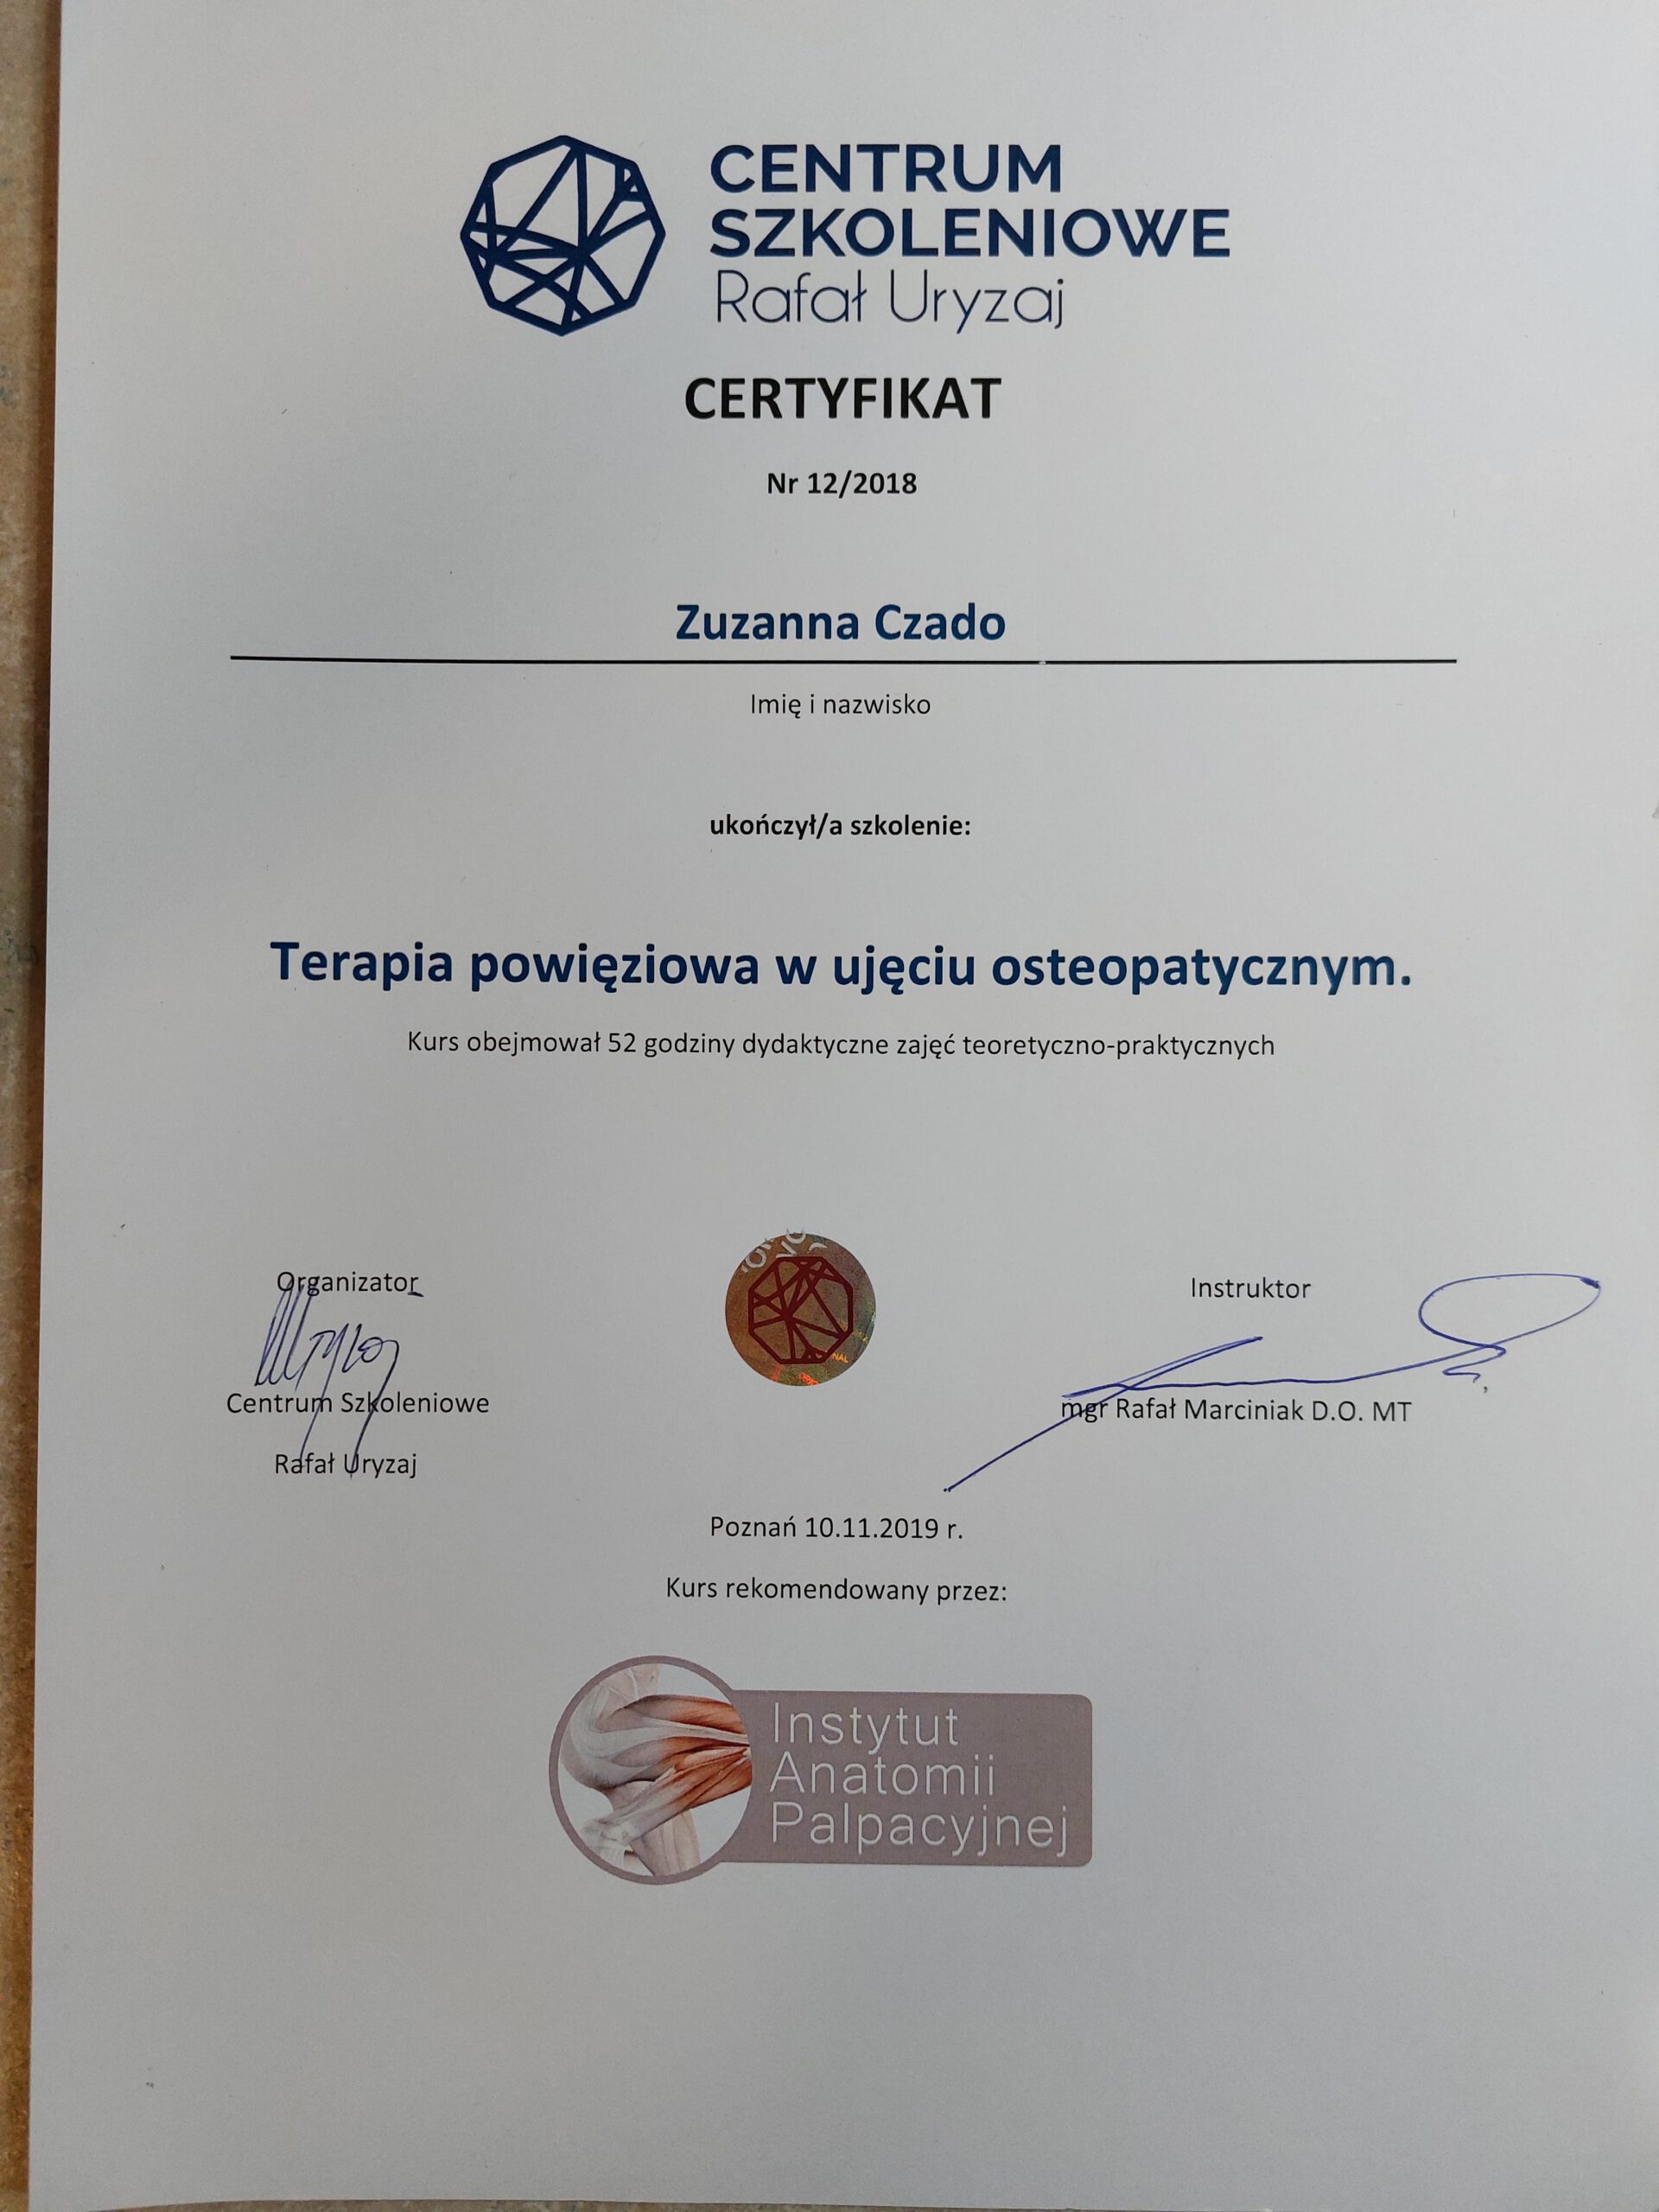 CENTRUM
SZKOLENIOWE
Rafał Uryzaj
CERTYFIKAT
Nr 12/2018
Zuzanna Czado
Imię i nazwisko
ukończył/a szkolenie:
Terapia powięziowa w ujęciu osteopatycznym.
Kurs obejmował 52 godziny dydaktyczne zajęć teoretyczno-praktycznych
Organizator
Centrum Szkoleniowe
Rafał Uryzaj
Instruktor
mgr Rafał Marciniak D.O. MT
Poznań 10.11.2019 r.
Kurs rekomendowany przez:
Instytut
Anatomii
Palpacyjnej